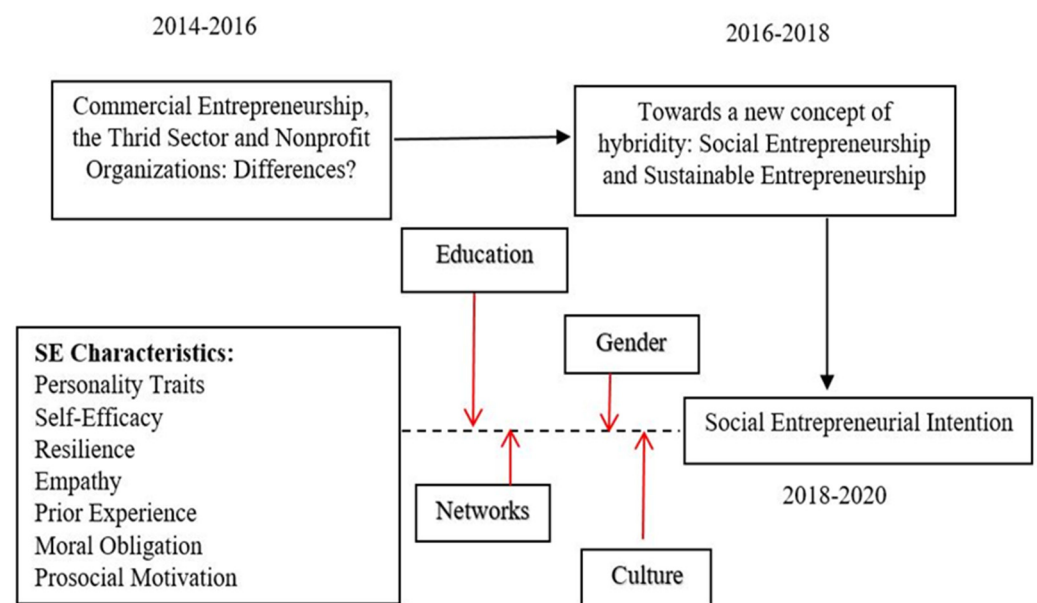 2014-2016
2016-2018
Commercial Entrepreneurship,
the Thrid Sector and Nonprofit
Organizations: Differences?
Towards a new concept of
hybridity: Social Entrepreneurship
and Sustainable Entrepreneurship
Education
Gender
SE Characteristics:
Personality Traits
Self-Efficacy
Resilience
Empathy
Prior Experience
Moral Obligation
Prosocial Motivation
Social Entrepreneurial Intention
2018-2020
Networks
Culture